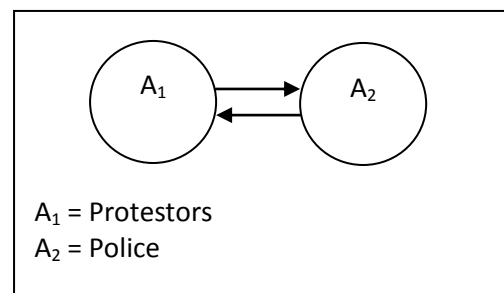 A₁ A₂
A₁ = Protestors
A₂ = Police